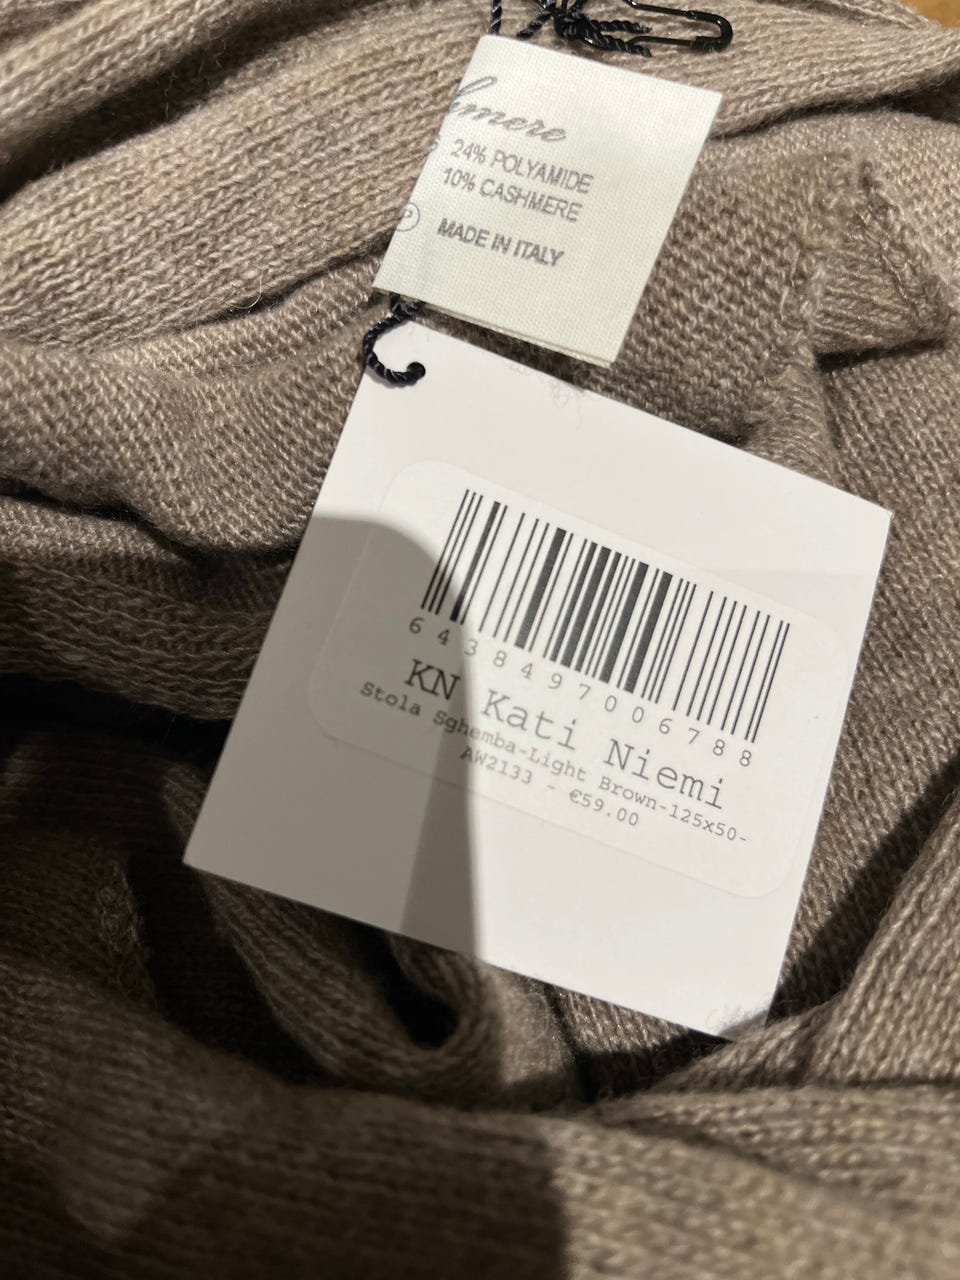 24% POLYAMIDE
10% CASHMERE
P
MADE IN ITALY
6438497006788
KN Kati Niemi
Stola Sghemba-Light Brown-125x50-
AW2133 - €59.00